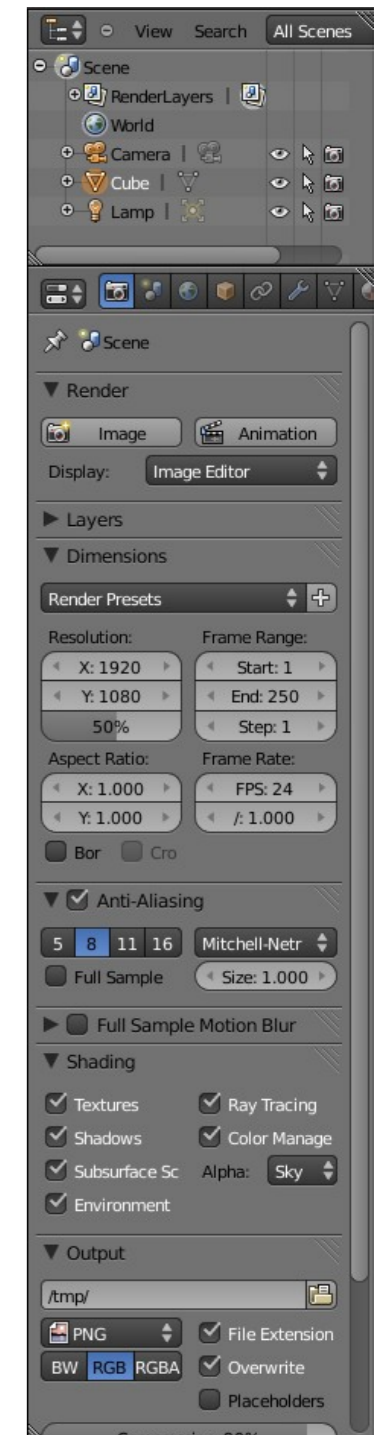 View Search All Scenes
Scene
RenderLayers |
World
Camera |
Cube |
Lamp |
Scene
Render
Image Animation
Display: Image Editor
Layers
Dimensions
Render Presets
Resolution: Frame Range:
X: 1920 Start: 1
Y: 1080 End: 250
50% Step: 1
Aspect Ratio: Frame Rate:
X: 1.000 FPS: 24
Y: 1.000 /: 1.000
Bor Cro
Anti-Aliasing
5 8 11 16 Mitchell-Netr
Full Sample Size: 1.000
Full Sample Motion Blur
Shading
Textures Ray Tracing
Shadows Color Manage
Subsurface Sc Alpha: Sky
Environment
Output
/tmp/
PNG File Extension
BW RGB RGBA Overwrite
Placeholders